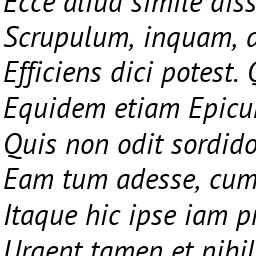 Ecce aliud simile diss
Scrupulum, inquam, a
Efficiens dici potest. Q
Equidem etiam Epicu
Quis non odit sordido
Eam tum adesse, cum
Itaque hic ipse iam pr
Urgent tamen et nihil